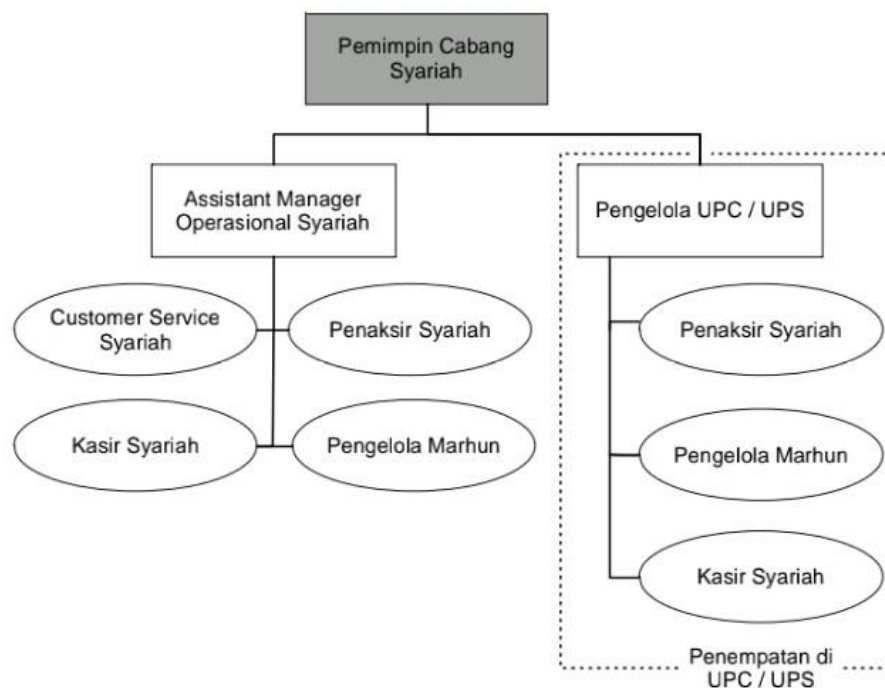 Pemimpin Cabang
Syariah
Assistant Manager
Operasional Syariah
Pengelola UPC / UPS
Customer Service
Syariah
Penaksir Syariah
Penaksir Syariah
Kasir Syariah
Pengelola Marhun
Pengelola Marhun
Kasir Syariah
Penempatan di
UPC / UPS